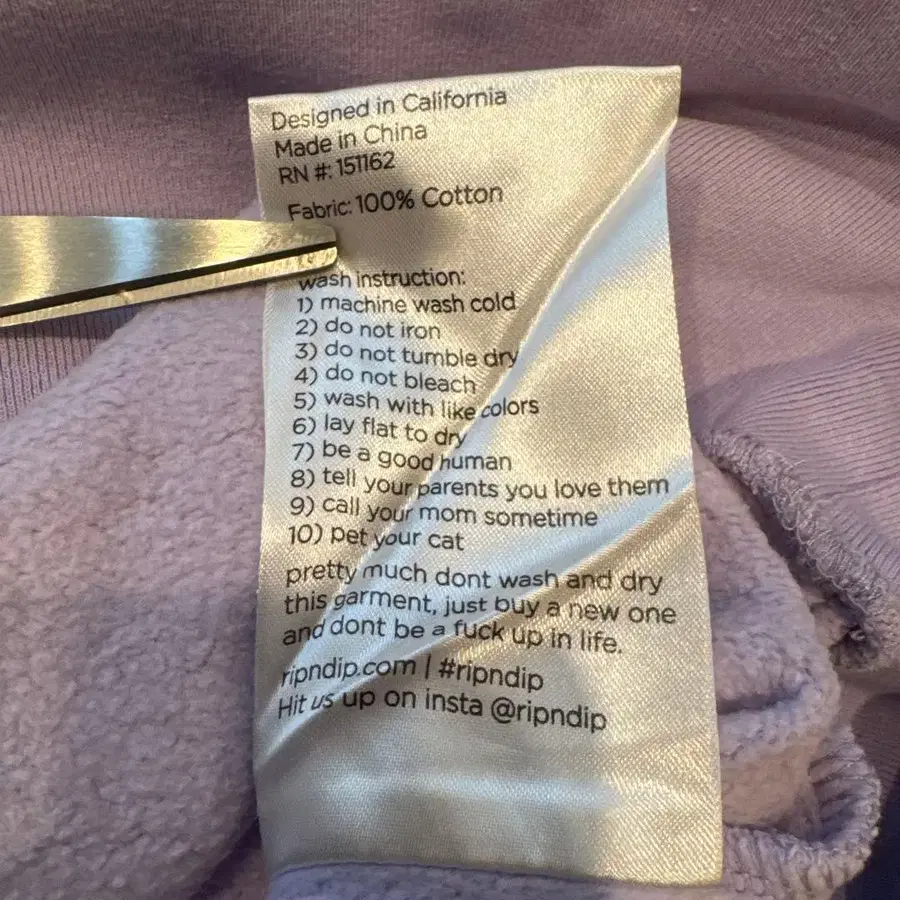 Designed in California
Made in China
RN #: 151162
Fabric: 100% Cotton
wash instruction:
1) machine wash cold
2) do not iron
3) do not tumble dry
4) do not bleach
5) wash with like colors
6) lay flat to dry
7) be a good human
8) tell your parents you love them
9) call your mom sometime
10) pet your cat
pretty much dont wash and dry
this garment, just buy a new one
and dont be a fuck up in life.
ripndip.com | #ripndip
Hit us up on insta @ripndip